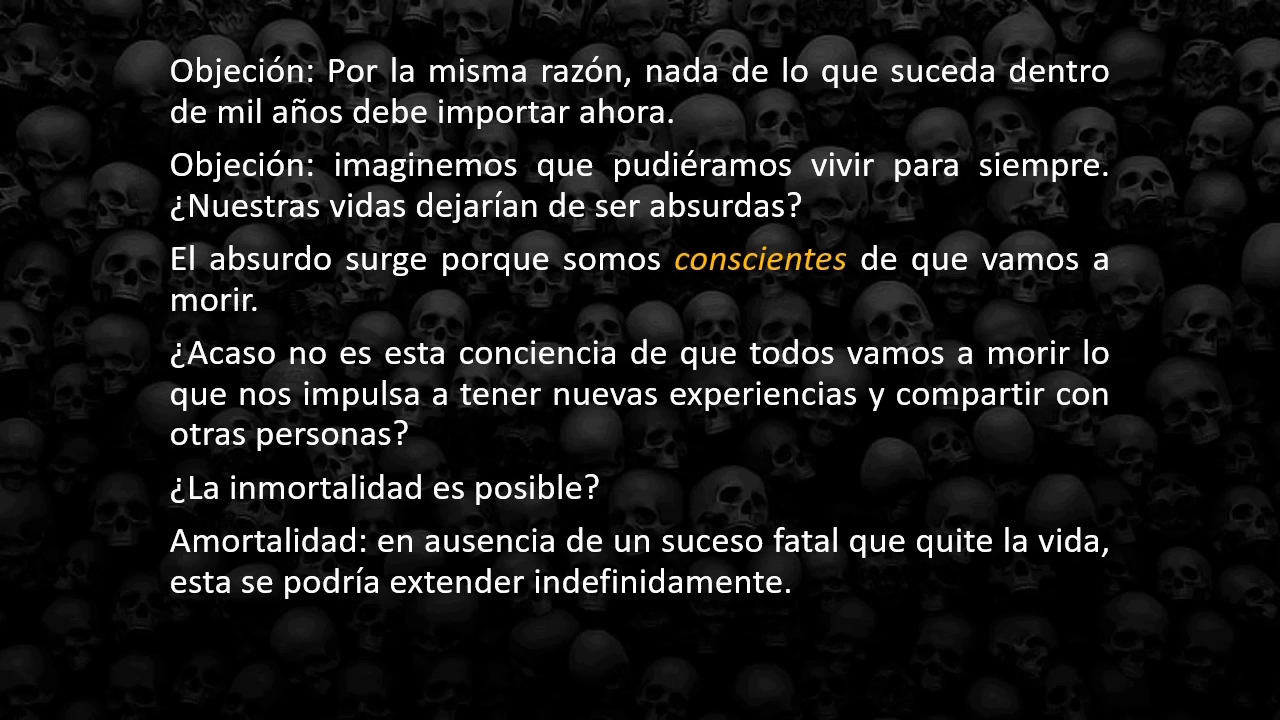 Objeción: Por la misma razón, nada de lo que suceda dentro
de mil años debe importar ahora.
Objeción: imaginemos que pudiéramos vivir para siempre.
¿Nuestras vidas dejarían de ser absurdas?
El absurdo surge porque somos conscientes de que vamos a
morir.
¿Acaso no es esta conciencia de que todos vamos a morir lo
que nos impulsa a tener nuevas experiencias y compartir con
otras personas?
¿La inmortalidad es posible?
Amortalidad: en ausencia de un suceso fatal que quite la vida,
esta se podría extender indefinidamente.